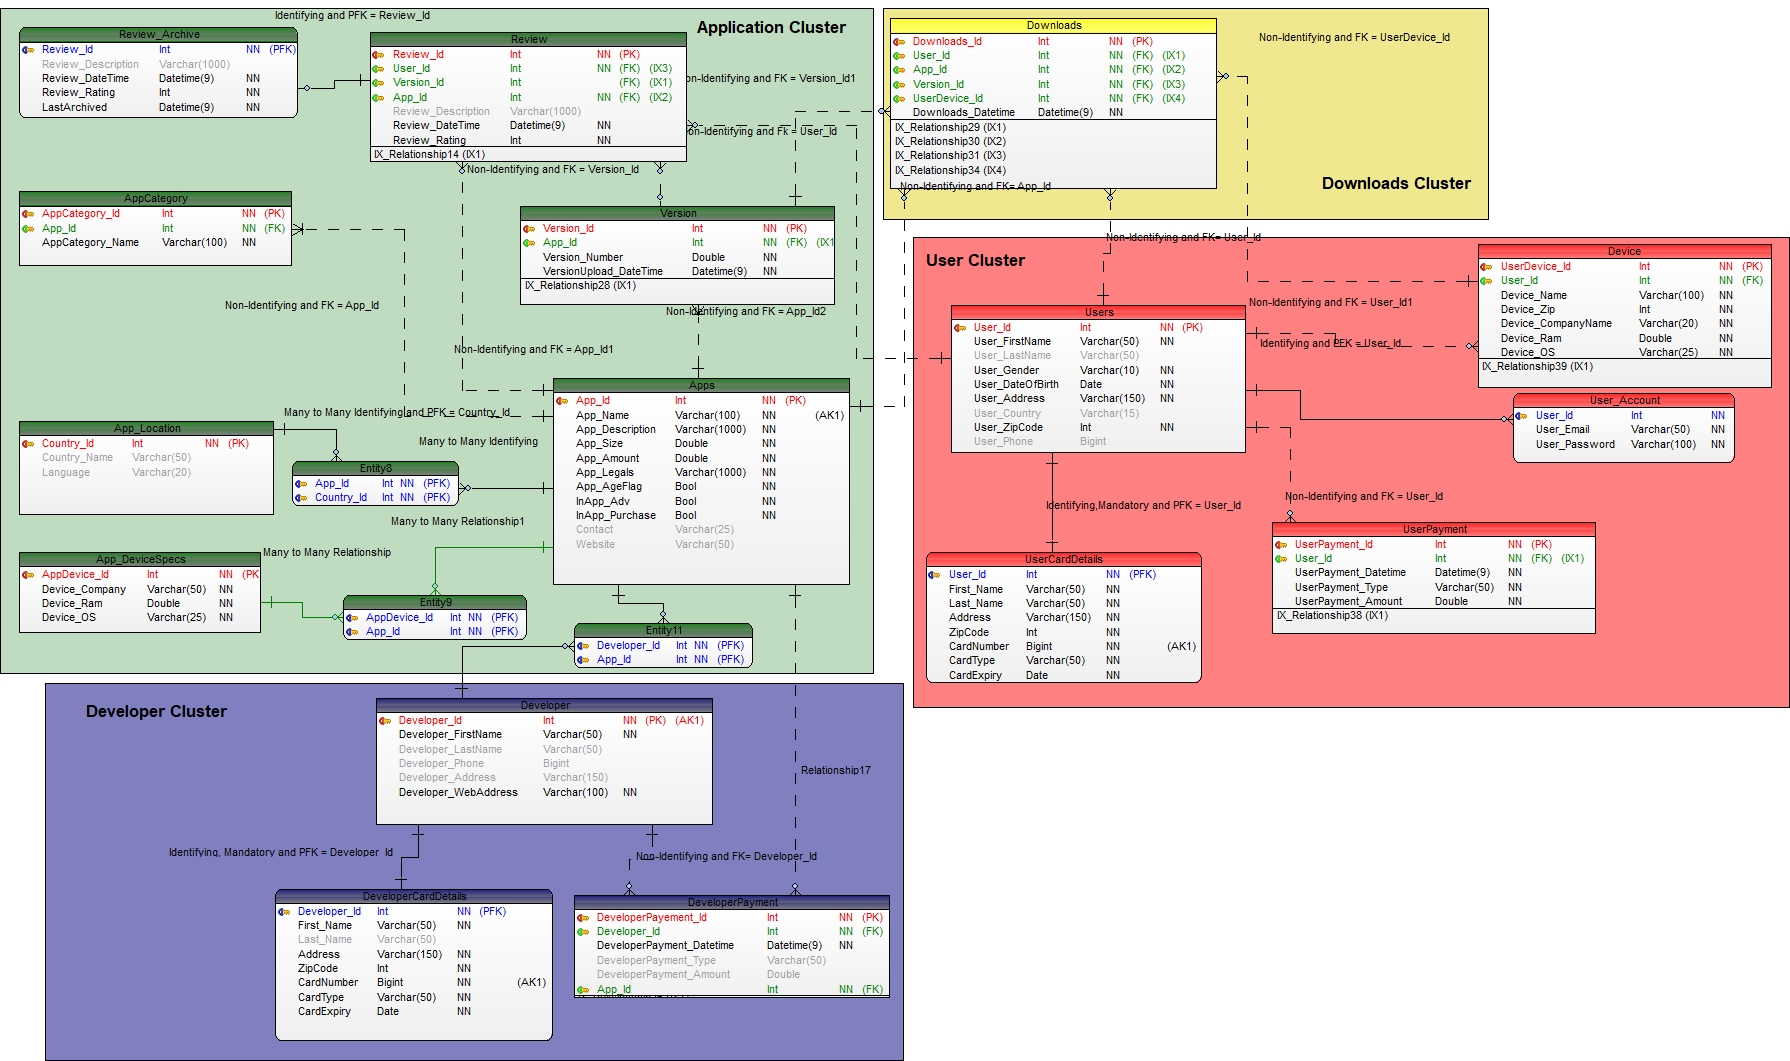 Application Cluster
Identifying and PFK = Review_Id
Review_Archive
Review_Id Int NN (PFK)
Review_Description Varchar(1000)
Review_DateTime Datetime(9) NN
Review_Rating Int NN
LastArchived Datetime(9) NN
Review
Review_Id Int NN (PK)
User_Id Int NN (FK) (IX3)
Version_Id Int NN (FK) (IX1)
App_Id Int NN (FK) (IX2)
Review_Description Varchar(1000)
Review_DateTime Datetime(9) NN
Review_Rating Int NN
IX_Relationship14 (IX1)
on-Identifying and FK = Version_Id1
on-Identifying and Fk = User_Id
Non-Identifying and FK = Version_Id
AppCategory
AppCategory_Id Int NN (PK)
App_Id Int NN (FK)
AppCategory_Name Varchar(100) NN
Version
Version_Id Int NN (PK)
App_Id Int NN (FK) (IX1
Version_Number Double NN
VersionUpload_DateTime Datetime(9) NN
IX_Relationship28 (IX1)
Non-Identifying and FK = App_Id
Non-Identifying and FK = App_Id2
Non-Identifying and FK = App_Id1
Apps
App_Id Int NN (PK)
App_Name Varchar(100) NN (AK1)
App_Description Varchar(1000) NN
App_Size Double NN
App_Amount Double NN
App_Legals Varchar(1000) NN
App_AgeFlag Bool NN
InApp_Adv Bool NN
InApp_Purchase Bool NN
Contact Varchar(25)
Website Varchar(50)
Many to Many Identifying and PFK = Country_Id
Many to Many Identifying
App_Location
Country_Id Int NN (PK)
Country_Name Varchar(50)
Language Varchar(20)
Entity8
App_Id Int NN (PFK)
Country_Id Int NN (PFK)
Many to Many Relationship1
Many to Many Relationship
App_DeviceSpecs
AppDevice_Id Int NN (PK
Device_Company Varchar(50) NN
Device_Ram Double NN
Device_OS Varchar(25) NN
Entity9
AppDevice_Id Int NN (PFK)
App_Id Int NN (PFK)
Entity11
Developer_Id Int NN (PFK)
App_Id Int NN (PFK)
Downloads Cluster
Downloads
Downloads_Id Int NN (PK)
User_Id Int NN (FK) (IX1)
App_Id Int NN (FK) (IX2)
Version_Id Int NN (FK) (IX3)
UserDevice_Id Int NN (FK) (IX4)
Downloads_Datetime Datetime(9) NN
IX_Relationship29 (IX1)
IX_Relationship30 (IX2)
IX_Relationship31 (IX3)
IX_Relationship34 (IX4)
Non-Identifying and FK = UserDevice_Id
Non-Identifying and FK= App_Id
Non-Identifying and FK= User_Id
User Cluster
Device
UserDevice_Id Int NN (PK)
User_Id Int NN (FK)
Device_Name Varchar(100) NN
Device_Zip Int NN
Device_CompanyName Varchar(20) NN
Device_Ram Double NN
Device_OS Varchar(25) NN
IX_Relationship39 (IX1)
Non-Identifying and FK = User_Id1
Identifying and PFK = User_Id
Users
User_Id Int NN (PK)
User_FirstName Varchar(50) NN
User_LastName Varchar(50)
User_Gender Varchar(10) NN
User_DateOfBirth Date NN
User_Address Varchar(150) NN
User_Country Varchar(15)
User_ZipCode Int NN
User_Phone Bigint
User_Account
User_Id Int NN
User_Email Varchar(50) NN
User_Password Varchar(100) NN
Identifying,Mandatory and PFK = User_Id
Non-Identifying and FK = User_Id
UserCardDetails
User_Id Int NN (PFK)
First_Name Varchar(50) NN
Last_Name Varchar(50) NN
Address Varchar(150) NN
ZipCode Int NN
CardNumber Bigint NN (AK1)
CardType Varchar(50) NN
CardExpiry Date NN
UserPayment
UserPayment_Id Int NN (PK)
User_Id Int NN (FK) (IX1)
UserPayment_Datetime Datetime(9) NN
UserPayment_Type Varchar(50) NN
UserPayment_Amount Double NN
IX_Relationship38 (IX1)
Developer Cluster
Developer
Developer_Id Int NN (PK) (AK1)
Developer_FirstName Varchar(50) NN
Developer_LastName Varchar(50)
Developer_Phone Bigint
Developer_Address Varchar(150)
Developer_WebAddress Varchar(100) NN
Relationship17
Identifying, Mandatory and PFK = Developer_Id
Non-Identifying and FK= Developer_Id
DeveloperCardDetails
Developer_Id Int NN (PFK)
First_Name Varchar(50) NN
Last_Name Varchar(50)
Address Varchar(150) NN
ZipCode Int NN
CardNumber Bigint NN (AK1)
CardType Varchar(50) NN
CardExpiry Date NN
DeveloperPayment
DeveloperPayement_Id Int NN (PK)
Developer_Id Int NN (FK)
DeveloperPayment_Datetime Datetime(9) NN
DeveloperPayment_Type Varchar(50)
DeveloperPayment_Amount Double
App_Id Int NN (FK)